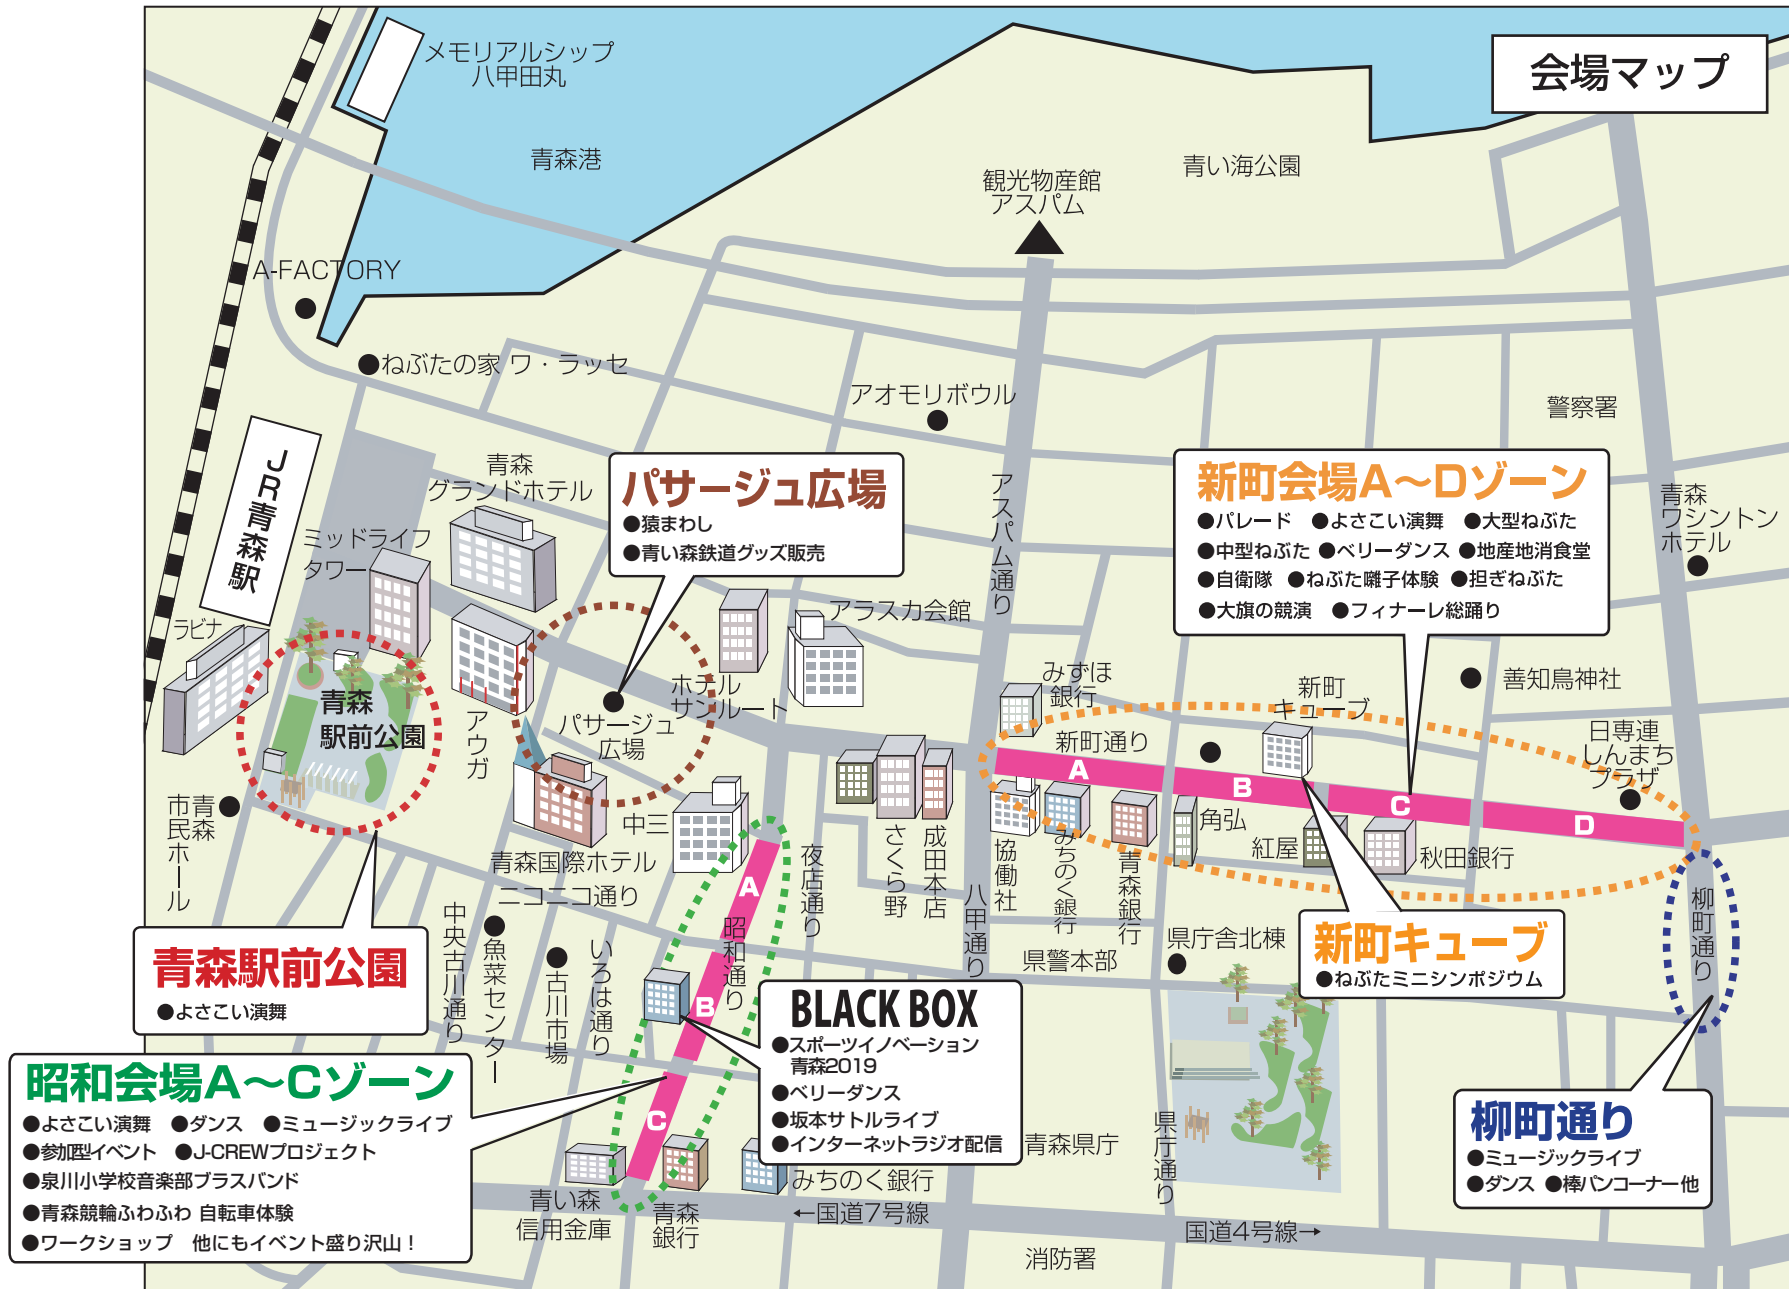 会場マップ
メモリアルシップ
八甲田丸
青森港
観光物産館
アスパム
青い海公園
A-FACTORY
ねぶたの家 ワ・ラッセ
アオモリボウル
警察署
JR青森駅
青森
グランドホテル
ミッドライフ
タワー
ラビナ
パサージュ広場
●猿まわし
●青い森鉄道グッズ販売
アスパム通り
新町会場A〜Dゾーン
●パレード ●よさこい演舞 ●大型ねぶた
●中型ねぶた ●ベリーダンス ●地産地消食堂
●自衛隊 ●ねぶた囃子体験 ●担ぎねぶた
●大旗の競演 ●フィナーレ総踊り
青森
ワシントン
ホテル
アラスカ会館
青森
駅前公園
アウガ
パサージュ
広場
ホテル
サンルート
みずほ
銀行
新町
キューブ
善知鳥神社
新町通り
日専連
しんまち
プラザ
A
B
C
D
青森
市民ホール
中三
青森国際ホテル
ニコニコ通り
夜店通り
さくら野
成田本店
協働社
みちのく銀行
青森銀行
角弘
紅屋
秋田銀行
八甲通り
柳町通り
青森駅前公園
●よさこい演舞
中央古川通り
魚菜センター
古川市場
いろは通り
昭和通り
A
B
C
県警本部
県庁舎北棟
新町キューブ
●ねぶたミニシンポジウム
BLACK BOX
●スポーツイノベーション
青森2019
●ベリーダンス
●坂本サトルライブ
●インターネットラジオ配信
昭和会場A〜Cゾーン
●よさこい演舞 ●ダンス ●ミュージックライブ
●参加型イベント ●J-CREWプロジェクト
●泉川小学校音楽部ブラスバンド
●青森競輪ふわふわ 自転車体験
●ワークショップ 他にもイベント盛り沢山！
柳町通り
●ミュージックライブ
●ダンス ●棒パンコーナー他
青森県庁
県庁通り
青い森
信用金庫
青森
銀行
みちのく銀行
←国道7号線
国道4号線→
消防署